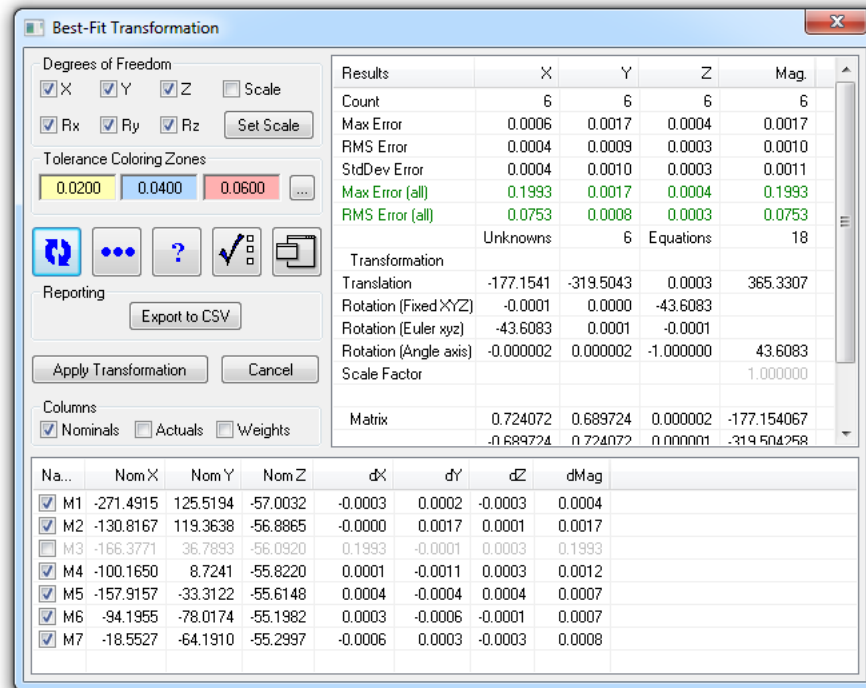 Best-Fit Transformation
Degrees of Freedom
X Y Z Scale
Rx Ry Rz Set Scale
Tolerance Coloring Zones
0.0200 0.0400 0.0600 ...
?
Reporting
Export to CSV
Apply Transformation Cancel
Columns
Nominals Actuals Weights
Results X Y Z Mag.
Count 6 6 6 6
Max Error 0.0006 0.0017 0.0004 0.0017
RMS Error 0.0004 0.0009 0.0003 0.0010
StdDev Error 0.0004 0.0010 0.0003 0.0011
Max Error (all) 0.1993 0.0017 0.0004 0.1993
RMS Error (all) 0.0753 0.0008 0.0003 0.0753
Unknowns 6 Equations 18
Transformation
Translation -177.1541 -319.5043 0.0003 365.3307
Rotation (Fixed XYZ) -0.0001 0.0000 -43.6083
Rotation (Euler xyz) -43.6083 0.0001 -0.0001
Rotation (Angle axis) -0.000002 0.000002 -1.000000 43.6083
Scale Factor 1.000000
Matrix 0.724072 0.689724 0.000002 -177.154067
-0.689724 0.724072 0.000001 -319.504258
Na... Nom X Nom Y Nom Z dX dY dZ dMag
M1 -271.4915 125.5194 -57.0032 -0.0003 0.0002 -0.0003 0.0004
M2 -130.8167 119.3638 -56.8865 -0.0000 0.0017 0.0001 0.0017
M3 -166.3771 36.7893 -56.0920 0.1993 -0.0001 0.0003 0.1993
M4 -100.1650 8.7241 -55.8220 0.0001 -0.0011 0.0003 0.0012
M5 -157.9157 -33.3122 -55.6148 0.0004 -0.0004 0.0004 0.0007
M6 -94.1955 -78.0174 -55.1982 0.0003 -0.0006 -0.0001 0.0007
M7 -18.5527 -64.1910 -55.2997 -0.0006 0.0003 -0.0003 0.0008